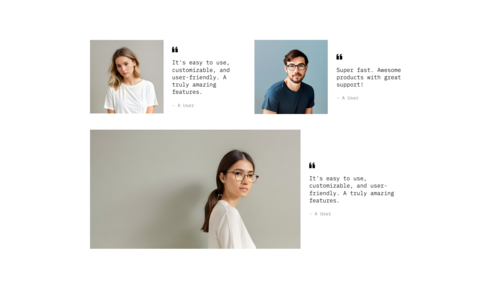 ❝
It's easy to use,
customizable, and
user-friendly. A
truly amazing
features.
- A User
❝
Super fast. Awesome
products with great
support!
- A User
❝
It's easy to use,
customizable, and user-
friendly. A truly amazing
features.
- A User